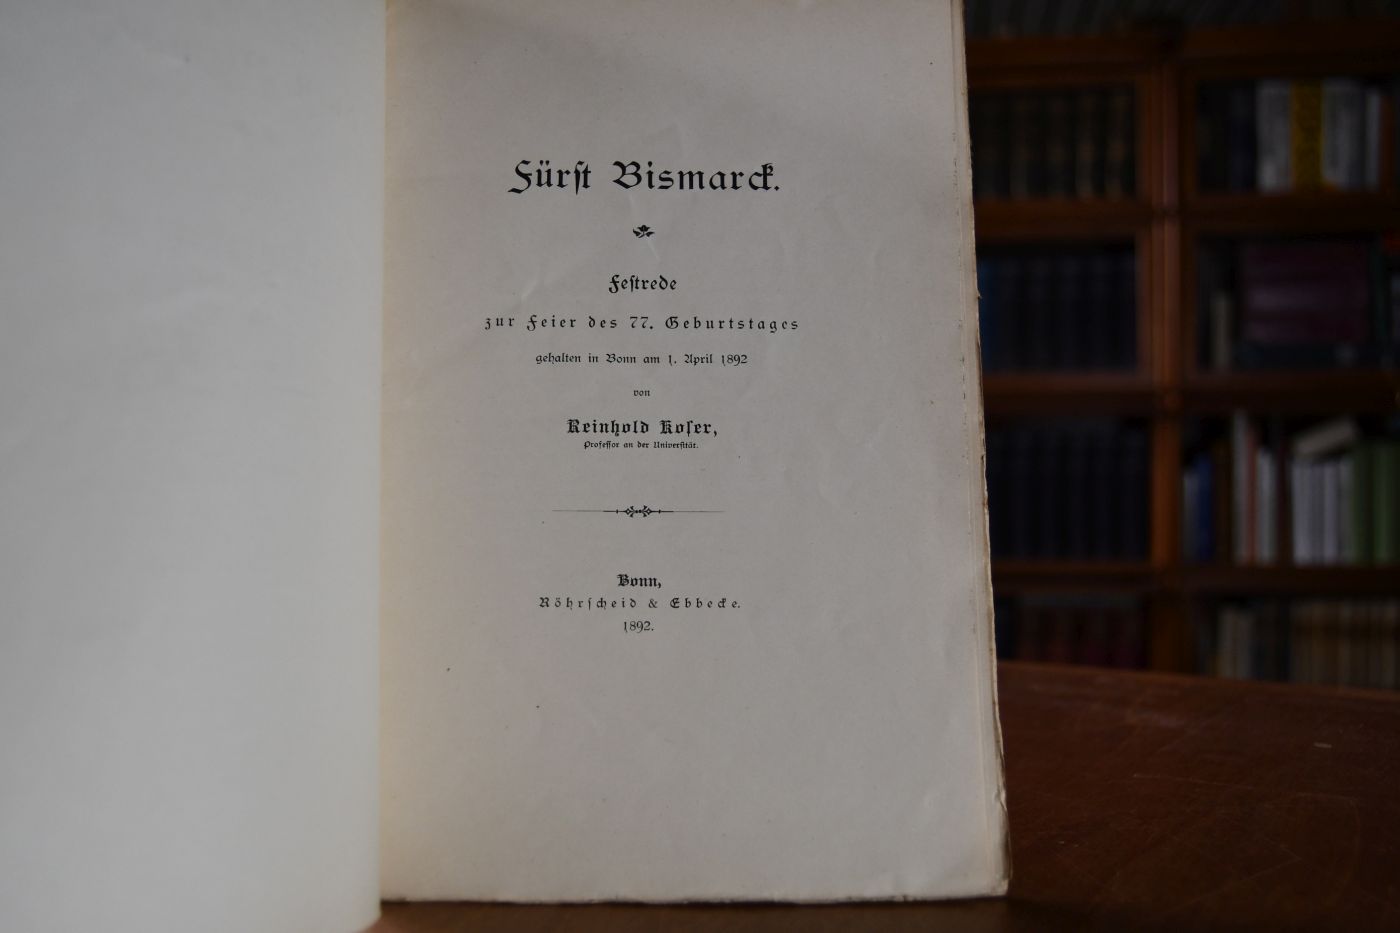 Fürſt Bismarck.
Feſtrede
zur Feier des 77. Geburtstages
gehalten in Bonn am 1. April 1892
von
Reinhold Koſer,
Profeſſor an der Univerſität.
Bonn,
Röhrſcheid & Ebbecke.
1892.